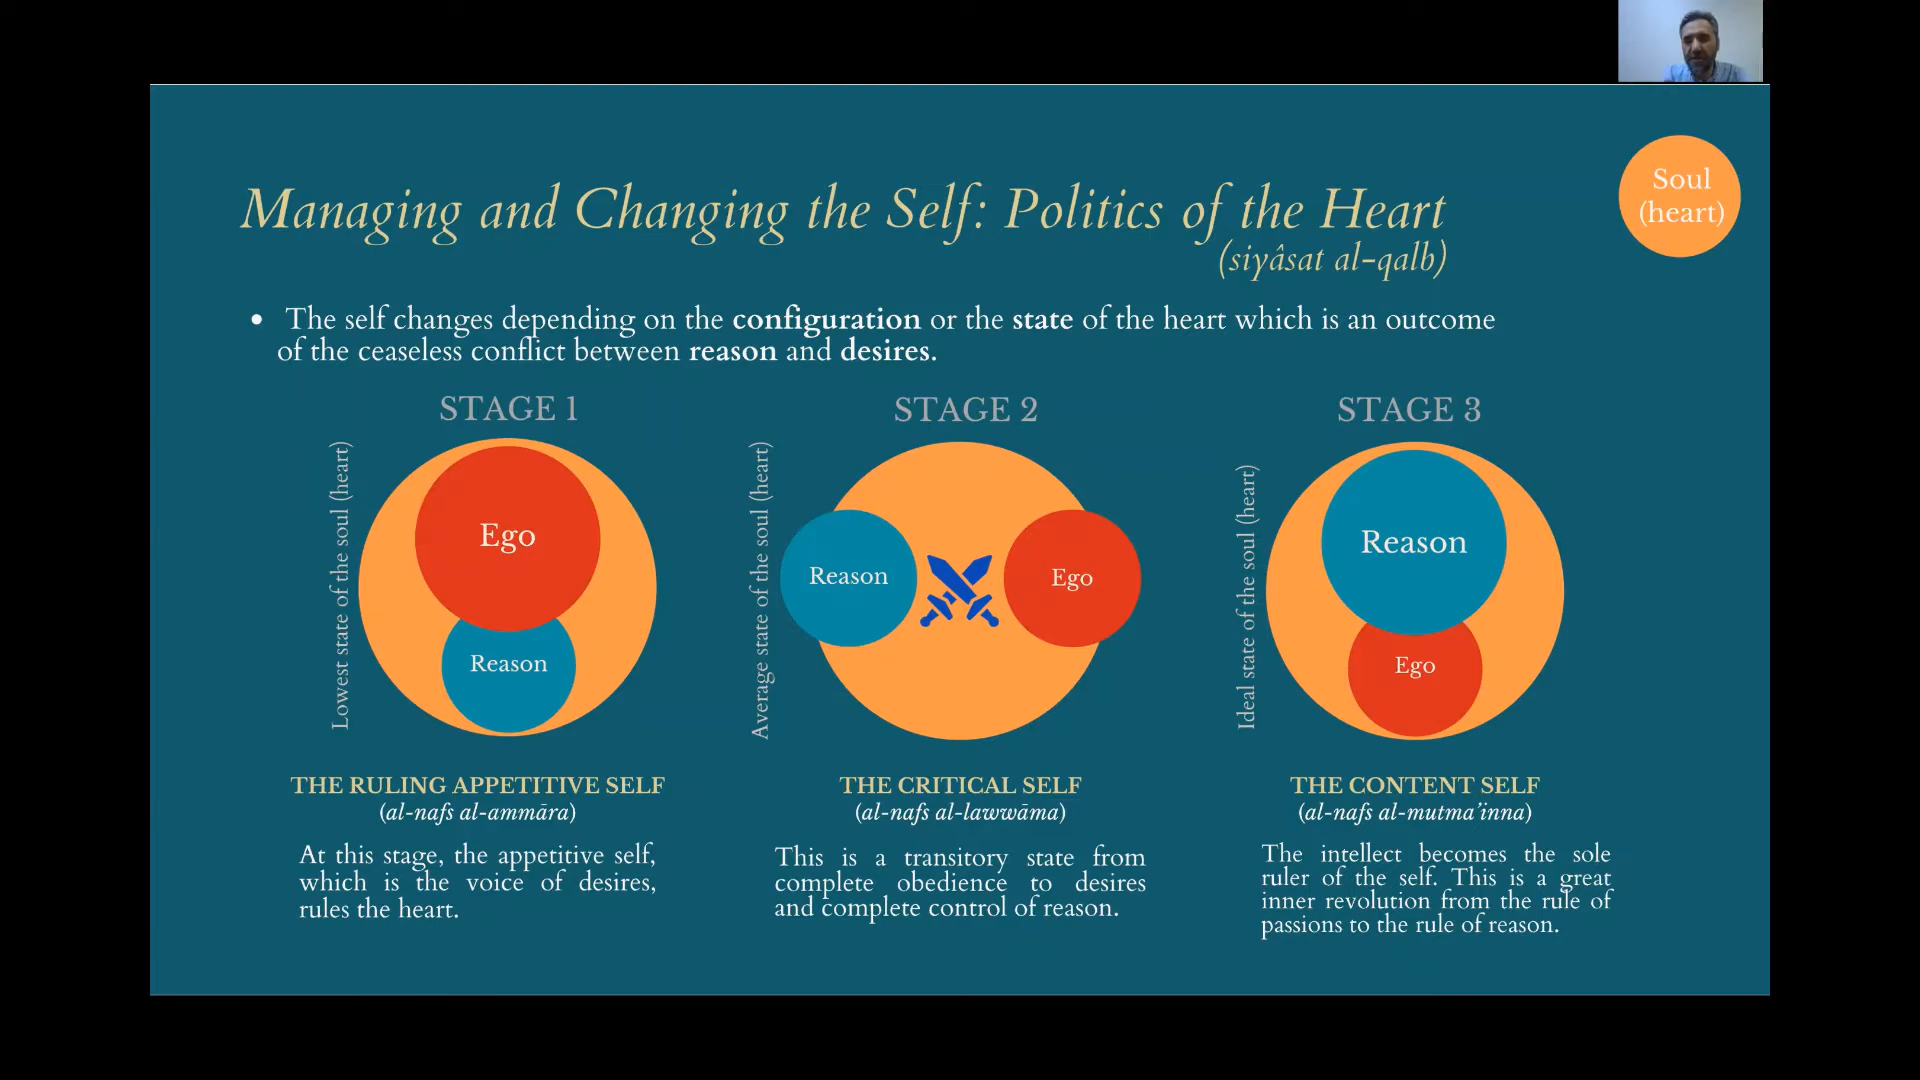 Soul
(heart)
Managing and Changing the Self: Politics of the Heart
(siyâsat al-qalb)
• The self changes depending on the configuration or the state of the heart which is an outcome
of the ceaseless conflict between reason and desires.
STAGE 1
Lowest state of the soul (heart)
Ego
Reason
THE RULING APPETITIVE SELF
(al-nafs al-ammāra)
At this stage, the appetitive self,
which is the voice of desires,
rules the heart.
STAGE 2
Average state of the soul (heart)
Reason
Ego
THE CRITICAL SELF
(al-nafs al-lawwāma)
This is a transitory state from
complete obedience to desires
and complete control of reason.
STAGE 3
Ideal state of the soul (heart)
Reason
Ego
THE CONTENT SELF
(al-nafs al-mutma’inna)
The intellect becomes the sole
ruler of the self. This is a great
inner revolution from the rule of
passions to the rule of reason.